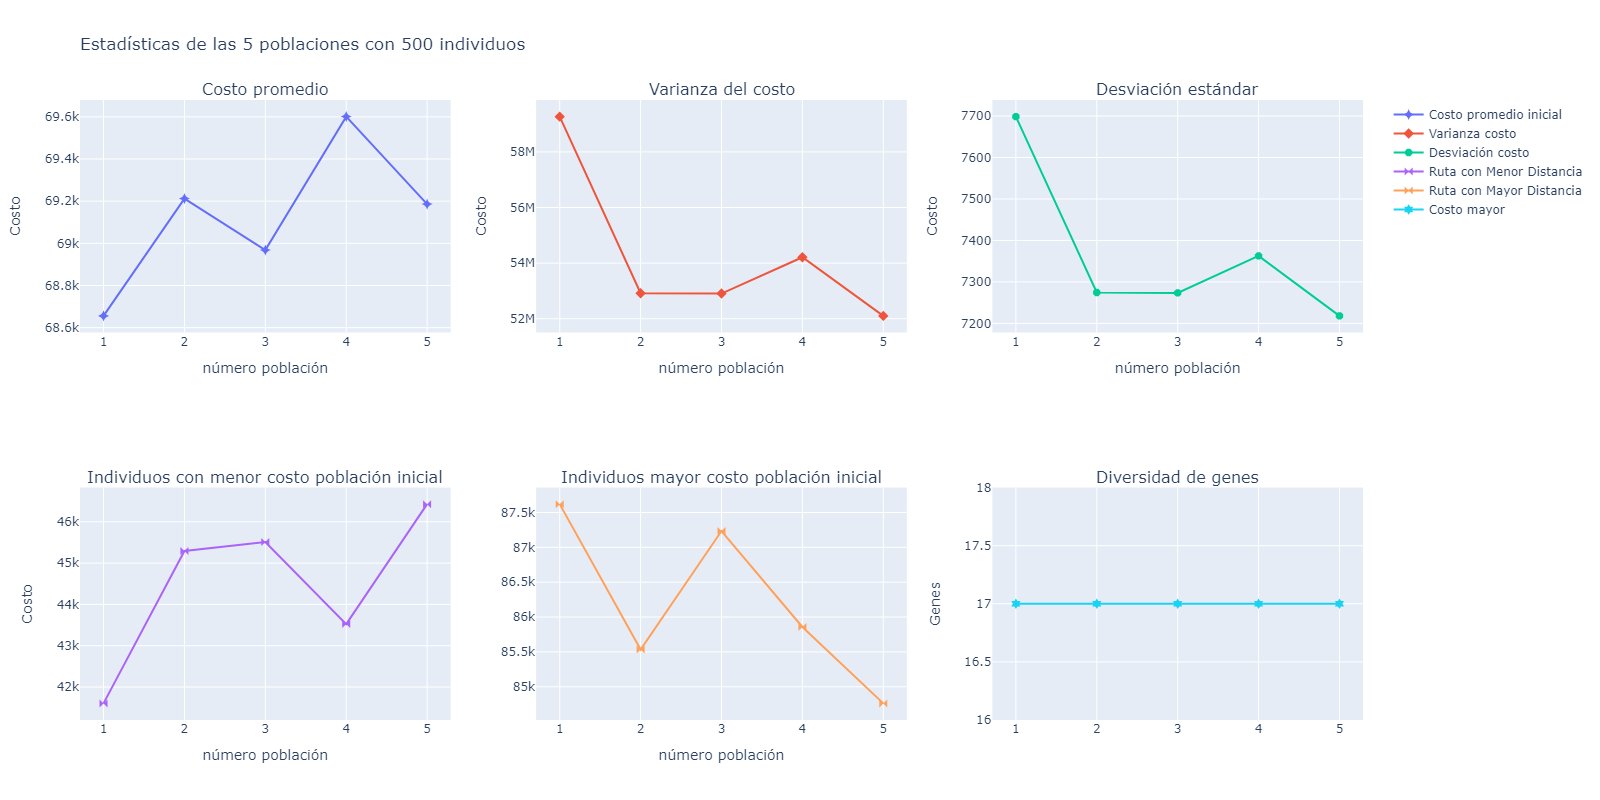 Estadísticas de las 5 poblaciones con 500 individuos
Costo promedio
Costo
69.6k
69.4k
69.2k
69k
68.8k
68.6k
1 2 3 4 5
número población
Varianza del costo
Costo
58M
56M
54M
52M
1 2 3 4 5
número población
Desviación estándar
Costo
7700
7600
7500
7400
7300
7200
1 2 3 4 5
número población
Costo promedio inicial
Varianza costo
Desviación costo
Ruta con Menor Distancia
Ruta con Mayor Distancia
Costo mayor
Individuos con menor costo población inicial
Costo
46k
45k
44k
43k
42k
1 2 3 4 5
número población
Individuos mayor costo población inicial
87.5k
87k
86.5k
86k
85.5k
85k
1 2 3 4 5
número población
Diversidad de genes
Genes
18
17.5
17
16.5
16
1 2 3 4 5